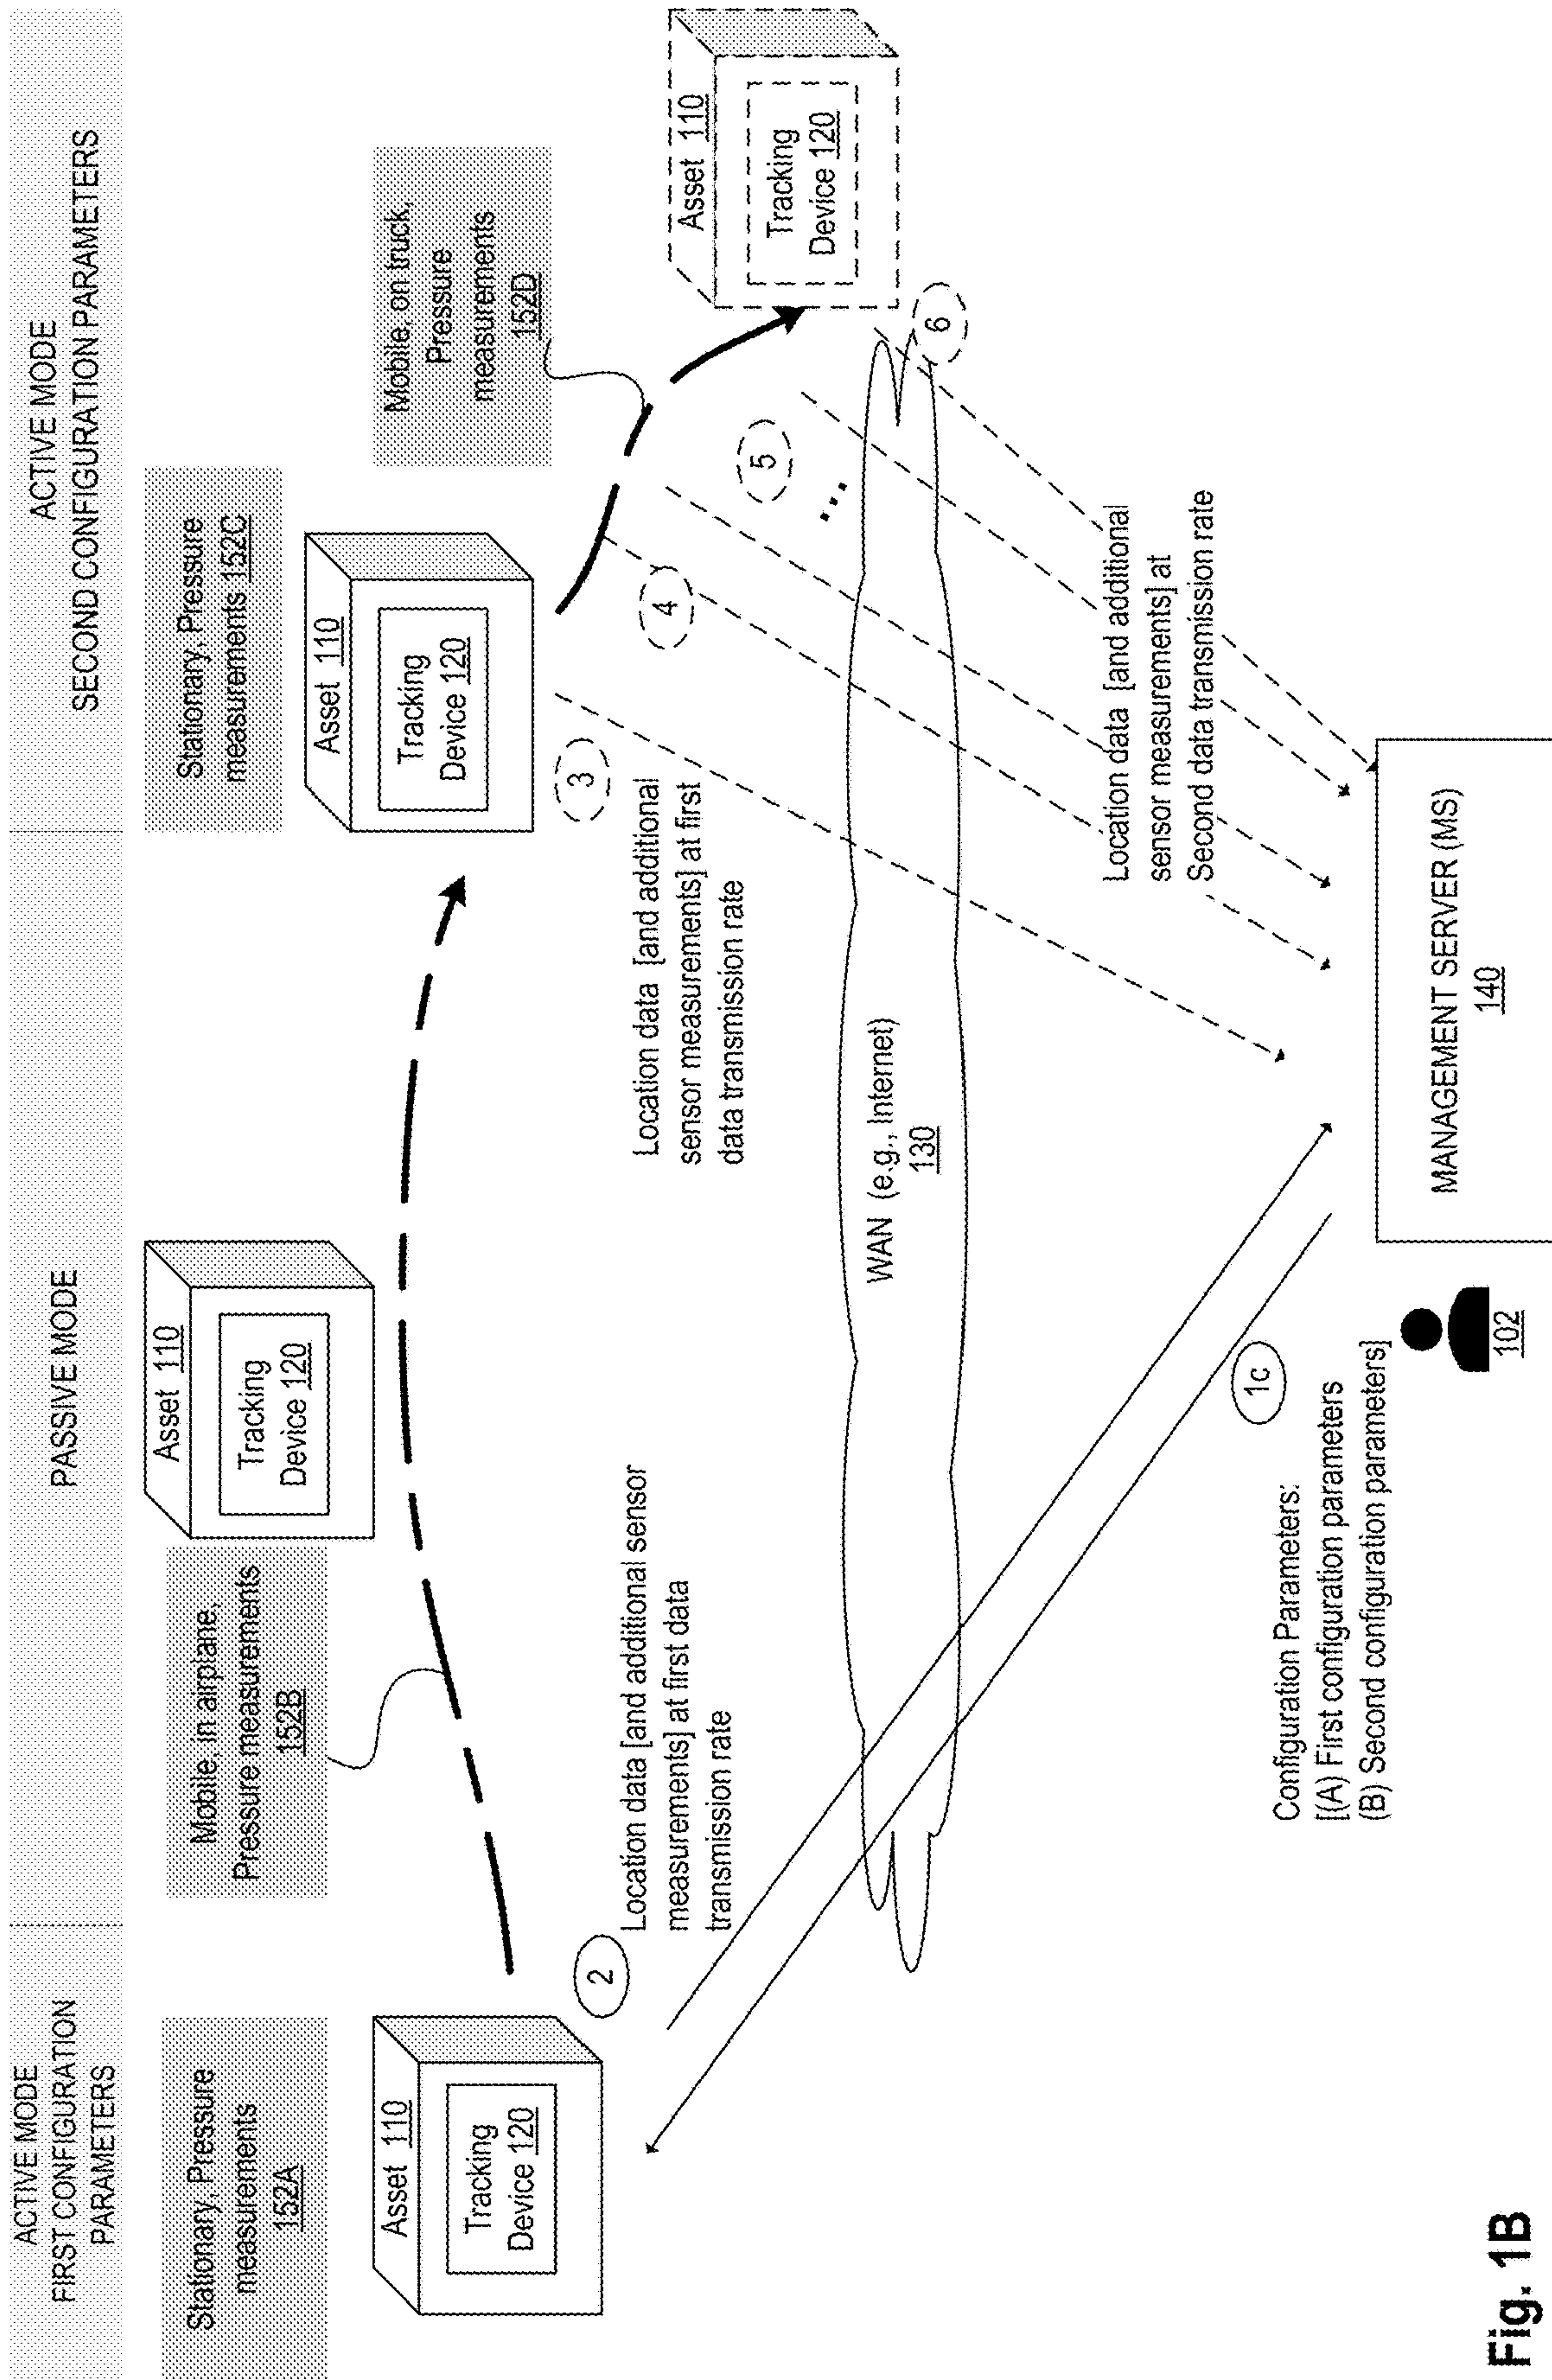 ACTIVE MODE
FIRST CONFIGURATION
PARAMETERS
PASSIVE MODE
ACTIVE MODE
SECOND CONFIGURATION PARAMETERS
Stationary, Pressure
measurements
152A
Asset 110
Tracking
Device 120
Mobile, in airplane,
Pressure measurements
152B
Asset 110
Tracking
Device 120
Stationary, Pressure
measurements 152C
Asset 110
Tracking
Device 120
Mobile, on truck,
Pressure
measurements
152D
Asset 110
Tracking
Device 120
2
Location data [and additional sensor
measurements] at first data
transmission rate
3
Location data [and additional
sensor measurements] at first
data transmission rate
4
5
...
6
WAN (e.g., Internet)
130
Location data [and additional
sensor measurements] at
Second data transmission rate
1c
Configuration Parameters:
[(A) First configuration parameters
(B) Second configuration parameters]
102
MANAGEMENT SERVER (MS)
140
Fig. 1B